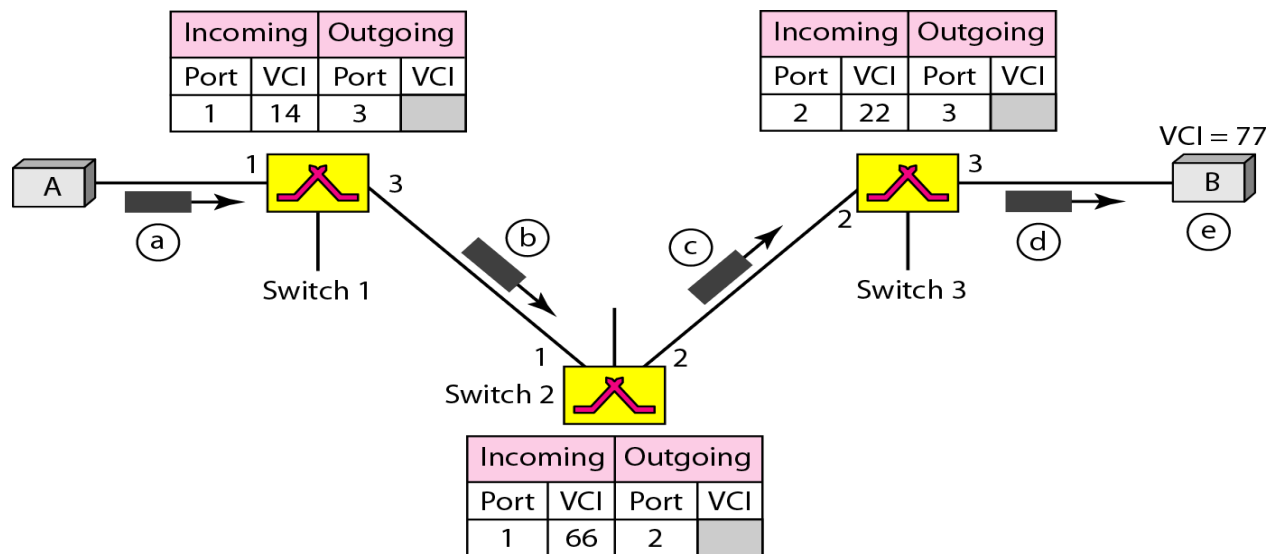 Incoming Outgoing
Port VCI Port VCI
1 14 3
Incoming Outgoing
Port VCI Port VCI
2 22 3
VCI = 77
A
1
3
a
b
Switch 1
c
2
3
Switch 3
d
B
e
1
2
Switch 2
Incoming Outgoing
Port VCI Port VCI
1 66 2